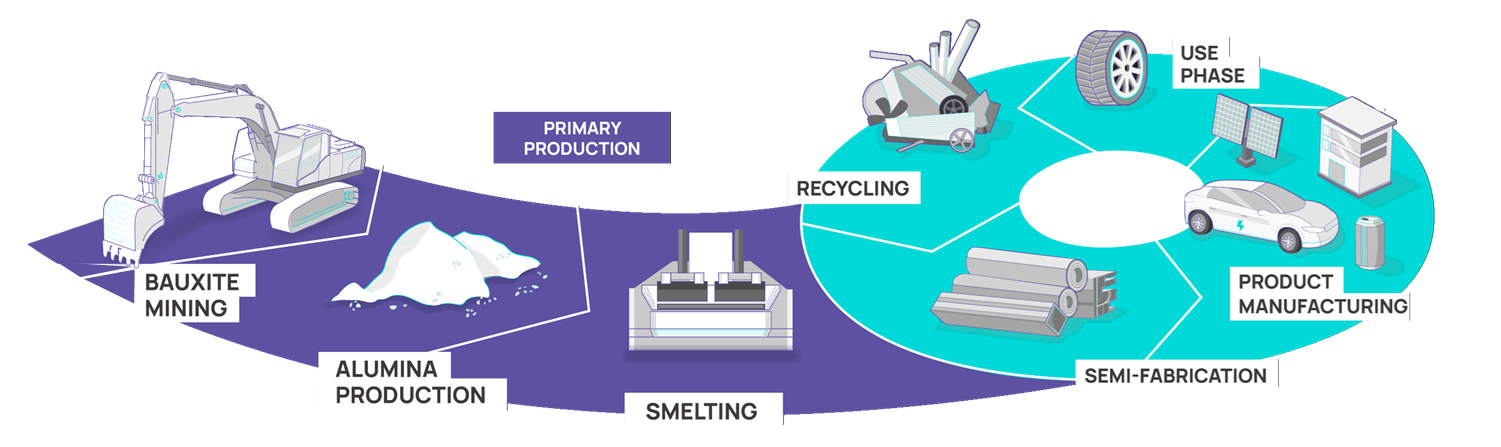 PRIMARY
PRODUCTION
BAUXITE
MINING
ALUMINA
PRODUCTION
SMELTING
RECYCLING
USE
PHASE
PRODUCT
MANUFACTURING
SEMI-FABRICATION